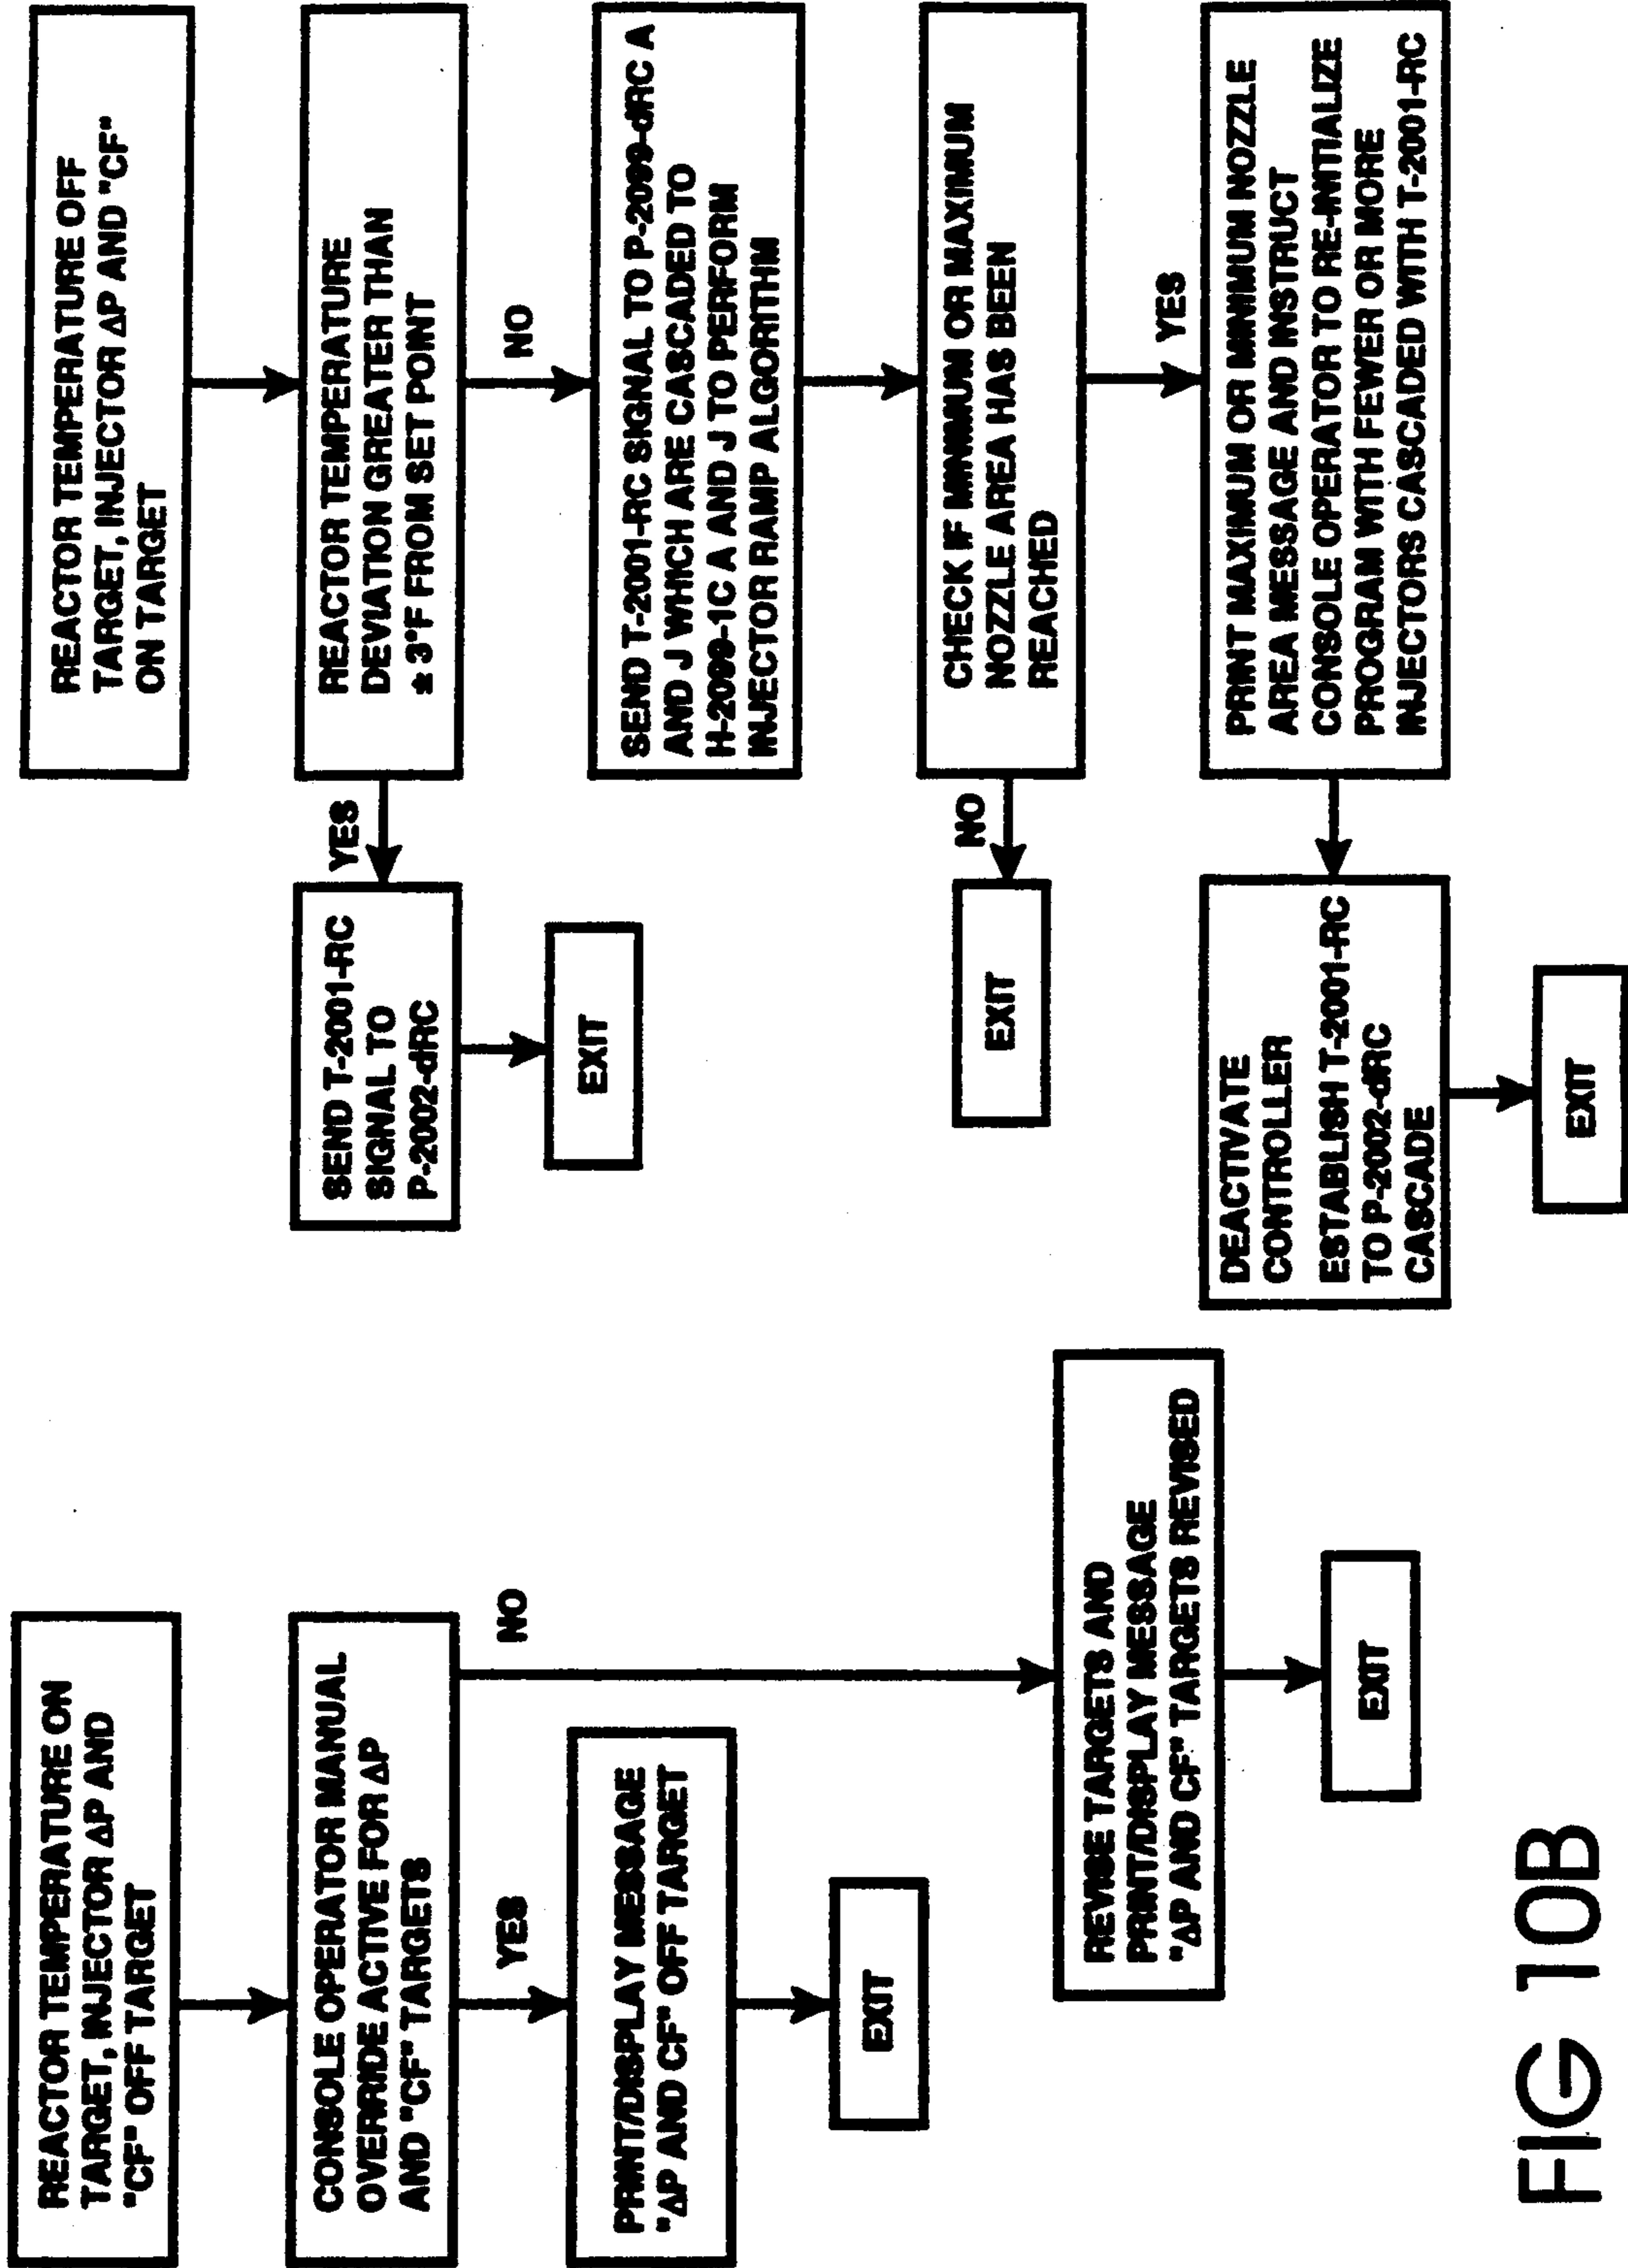 REACTOR TEMPERATURE ON
TARGET, INJECTOR ΔP AND
"CF" OFF TARGET
CONSOLE OPERATOR MANUAL
OVERRIDE ACTIVE FOR ΔP
AND "CF" TARGETS
YES
NO
PRINT/DISPLAY MESSAGE
"ΔP AND CF" OFF TARGET
EXIT
REVISE TARGETS AND
PRINT/DISPLAY MESSAGE
"ΔP AND CF" TARGETS REVISED
EXIT
REACTOR TEMPERATURE OFF
TARGET, INJECTOR ΔP AND "CF"
ON TARGET
REACTOR TEMPERATURE
DEVIATION GREATER THAN
± 3°F FROM SET POINT
YES
SEND T-2001-RC
SIGNAL TO
P-2002-dRC
EXIT
NO
SEND T-2001-RC SIGNAL TO P-2099-dRC A
AND J WHICH ARE CASCADED TO
H-2099-1C A AND J TO PERFORM
INJECTOR RAMP ALGORITHM
CHECK IF MINIMUM OR MAXIMUM
NOZZLE AREA HAS BEEN
REACHED
NO
EXIT
YES
PRINT MAXIMUM OR MINIMUM NOZZLE
AREA MESSAGE AND INSTRUCT
CONSOLE OPERATOR TO RE-INITIALIZE
PROGRAM WITH FEWER OR MORE
INJECTORS CASCADED WITH T-2001-RC
DEACTIVATE
CONTROLLER
ESTABLISH T-2001-RC
TO P-2002-dRC
CASCADE
EXIT
FIG 10B